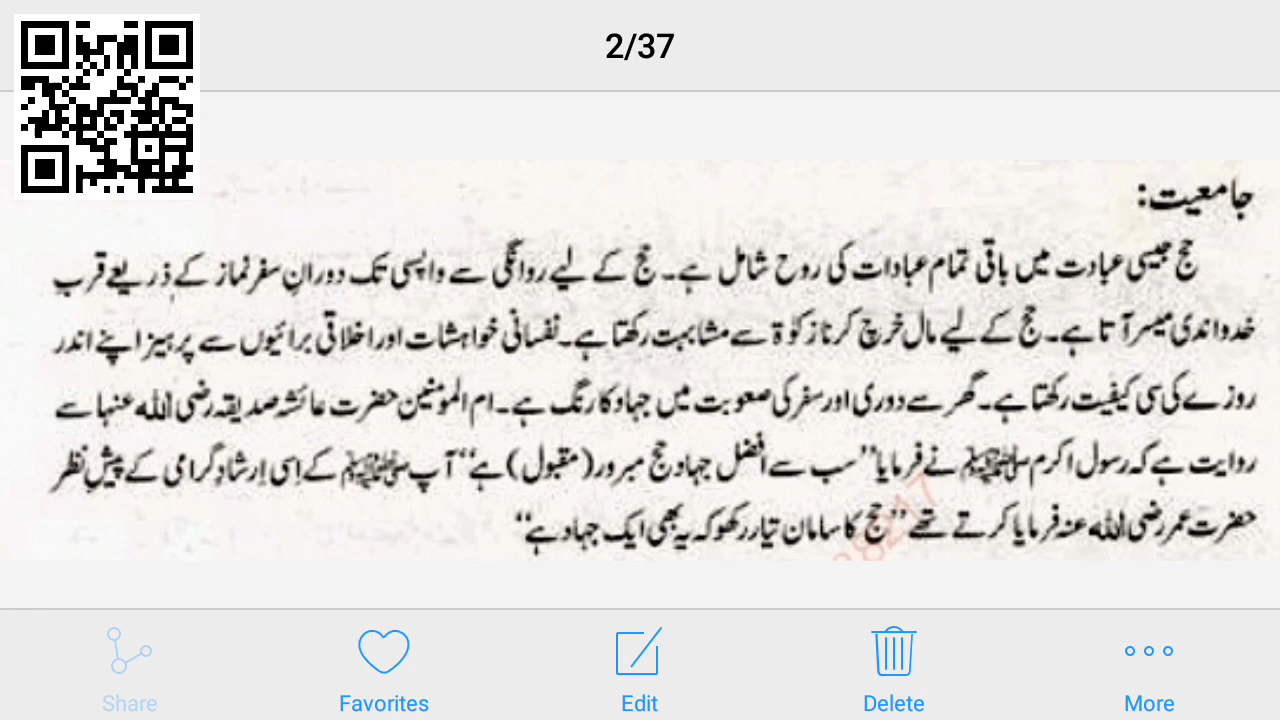 2/37
جامعیت:
حج جیسی عبادت میں باقی تمام عبادات کی روح شامل ہے۔ حج کے لیے روانگی سے واپسی تک دورانِ سفر نماز کے ذریعے قرب
خداوندی میسر آتا ہے۔ حج کے لیے مال خرچ کرنا زکوٰۃ سے مشابہت رکھتا ہے۔ نفسانی خواہشات اور اخلاقی برائیوں سے پرہیز اپنے اندر
روزے کی سی کیفیت رکھتا ہے۔ گھر سے دوری اور سفر کی صعوبت میں جہاد کا رنگ ہے۔ ام المومنین حضرت عائشہ صدیقہ رضی اللہ عنہا سے
روایت ہے کہ رسول اکرم ﷺ نے فرمایا ”سب سے افضل جہاد حج مبرور (مقبول) ہے“ آپ ﷺ کے اِسی اِرشادِ گرامی کے پیشِ نظر
حضرت عمر رضی اللہ عنہ فرمایا کرتے تھے ”حج کا سامان تیار رکھو کہ یہ بھی ایک جہاد ہے“
Share
Favorites
Edit
Delete
More